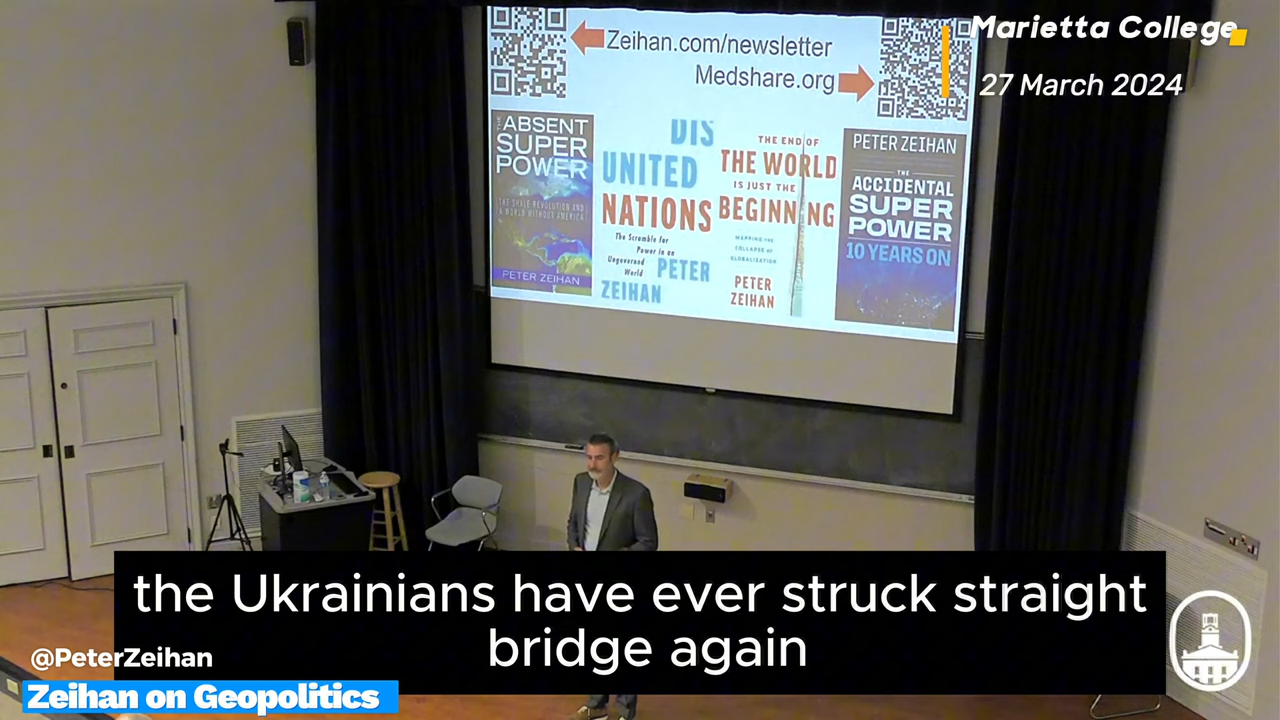 Zeihan.com/newsletter
Medshare.org
Marietta College
27 March 2024
THE ABSENT
SUPER
POWER
THE SHALE REVOLUTION AND
A WORLD WITHOUT AMERICA
PETER ZEIHAN
DIS
UNITED
NATIONS
The Scramble for
Power in an
Ungoverned
World
PETER
ZEIHAN
THE END OF
THE WORLD
IS JUST THE
BEGINNING
MAPPING THE
COLLAPSE OF
GLOBALIZATION
PETER
ZEIHAN
PETER ZEIHAN
THE
ACCIDENTAL
SUPER
POWER
10 YEARS ON
the Ukrainians have ever struck straight
bridge again
@PeterZeihan
Zeihan on Geopolitics